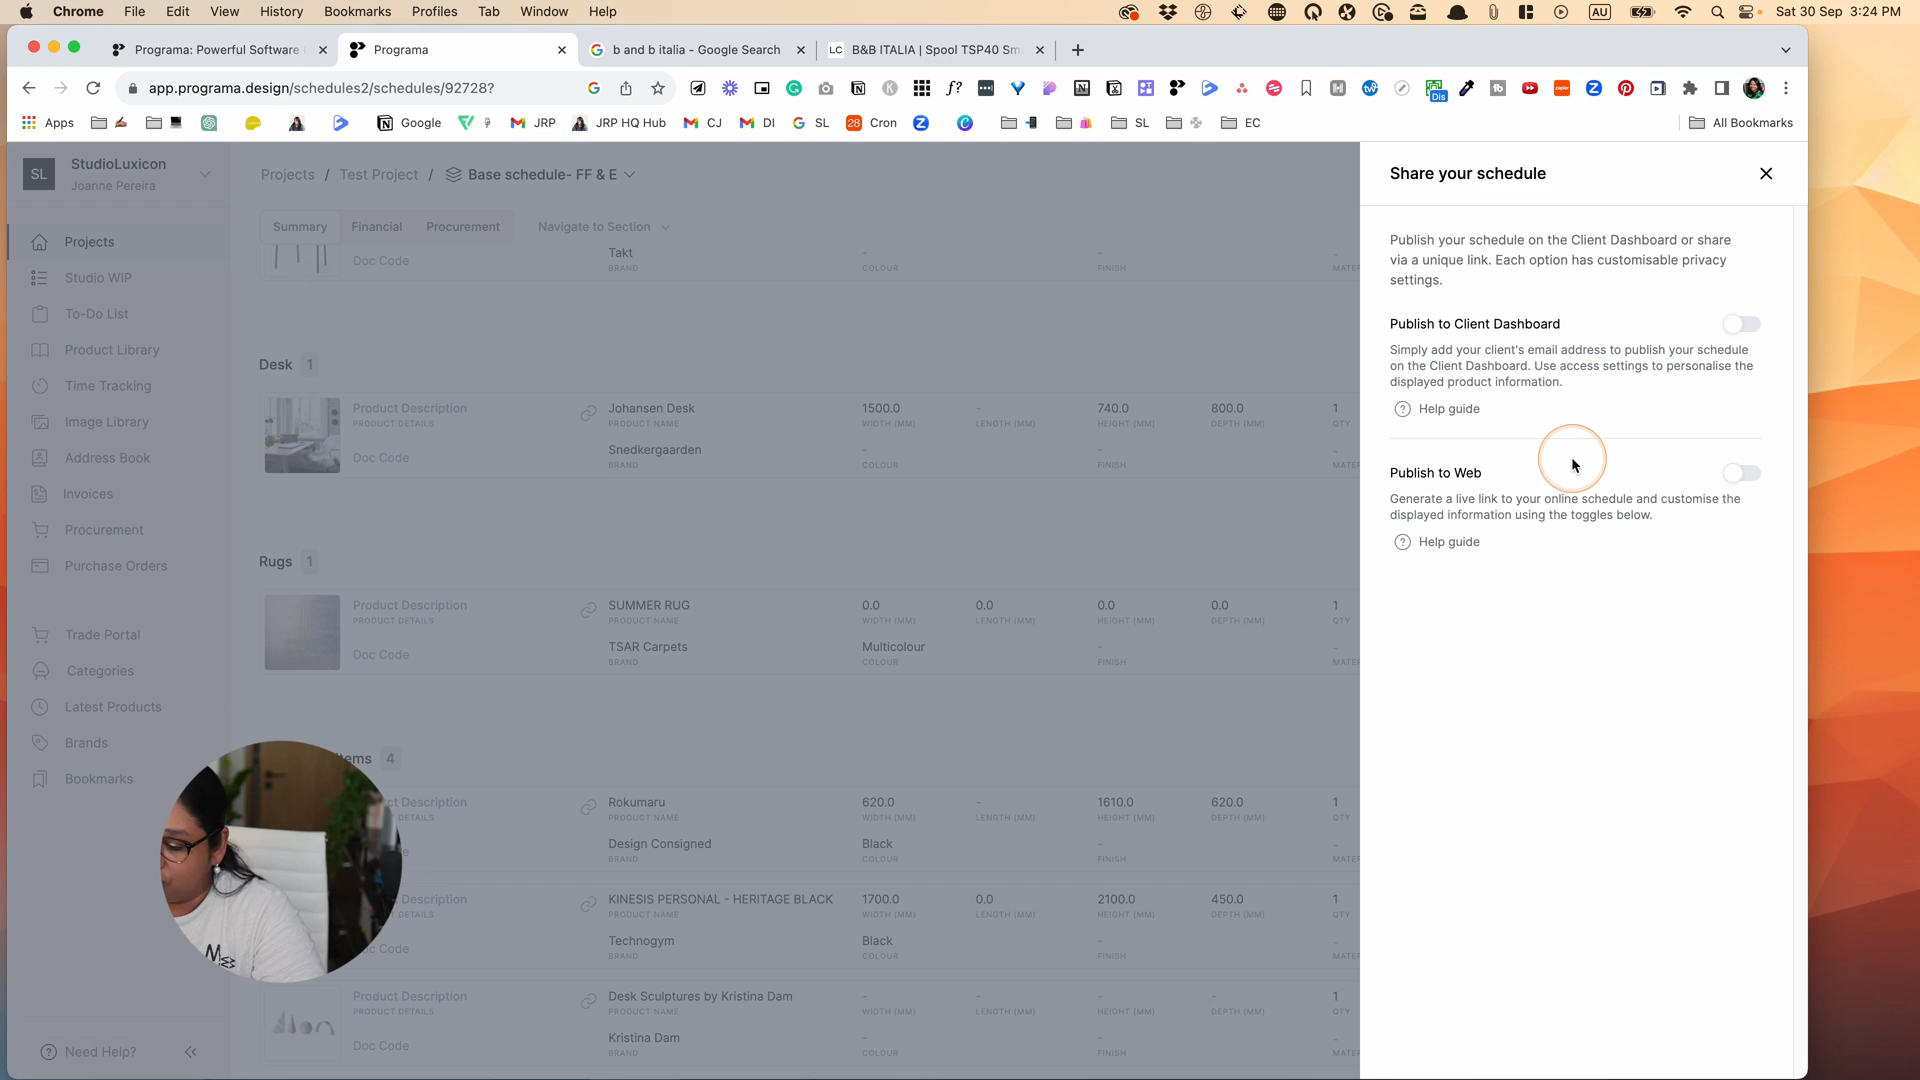 Chrome File Edit View History Bookmarks Profiles Tab Window Help
AU Sat 30 Sep 3:24 PM
Programa: Powerful Software
Programa
b and b italia - Google Search
LC B&B ITALIA | Spool TSP40 Sm
app.programa.design/schedules2/schedules/92728?
Apps
Google
JRP
JRP HQ Hub
CJ
DI
SL
28 Cron
SL
EC
All Bookmarks
SL StudioLuxicon
Joanne Pereira
Projects
Studio WIP
To-Do List
Product Library
Time Tracking
Image Library
Address Book
Invoices
Procurement
Purchase Orders
Trade Portal
Categories
Latest Products
Brands
Bookmarks
Need Help?
Projects / Test Project / Base schedule- FF & E
Summary Financial Procurement Navigate to Section
Doc Code
Takt - -
BRAND COLOUR FINISH
Desk 1
Product Description Johansen Desk 1500.0 - 740.0 800.0 1
PRODUCT DETAILS PRODUCT NAME WIDTH (MM) LENGTH (MM) HEIGHT (MM) DEPTH (MM) QTY
Doc Code Snedkergaarden - -
BRAND COLOUR FINISH
Rugs 1
Product Description SUMMER RUG 0.0 0.0 0.0 0.0 1
PRODUCT DETAILS PRODUCT NAME WIDTH (MM) LENGTH (MM) HEIGHT (MM) DEPTH (MM) QTY
Doc Code TSAR Carpets Multicolour -
BRAND COLOUR FINISH
ems 4
ct Description Rokumaru 620.0 - 1610.0 620.0 1
DETAILS PRODUCT NAME WIDTH (MM) LENGTH (MM) HEIGHT (MM) DEPTH (MM) QTY
Design Consigned Black -
BRAND COLOUR FINISH
ct Description KINESIS PERSONAL - HERITAGE BLACK 1700.0 0.0 2100.0 450.0 1
DETAILS PRODUCT NAME WIDTH (MM) LENGTH (MM) HEIGHT (MM) DEPTH (MM) QTY
c Code Technogym Black -
BRAND COLOUR FINISH
Product Description Desk Sculptures by Kristina Dam - - - - 1
PRODUCT DETAILS PRODUCT NAME WIDTH (MM) LENGTH (MM) HEIGHT (MM) DEPTH (MM) QTY
Doc Code Kristina Dam - -
BRAND COLOUR FINISH
Share your schedule
Publish your schedule on the Client Dashboard or share
via a unique link. Each option has customisable privacy
settings.
Publish to Client Dashboard
Simply add your client's email address to publish your schedule
on the Client Dashboard. Use access settings to personalise the
displayed product information.
Help guide
Publish to Web
Generate a live link to your online schedule and customise the
displayed information using the toggles below.
Help guide